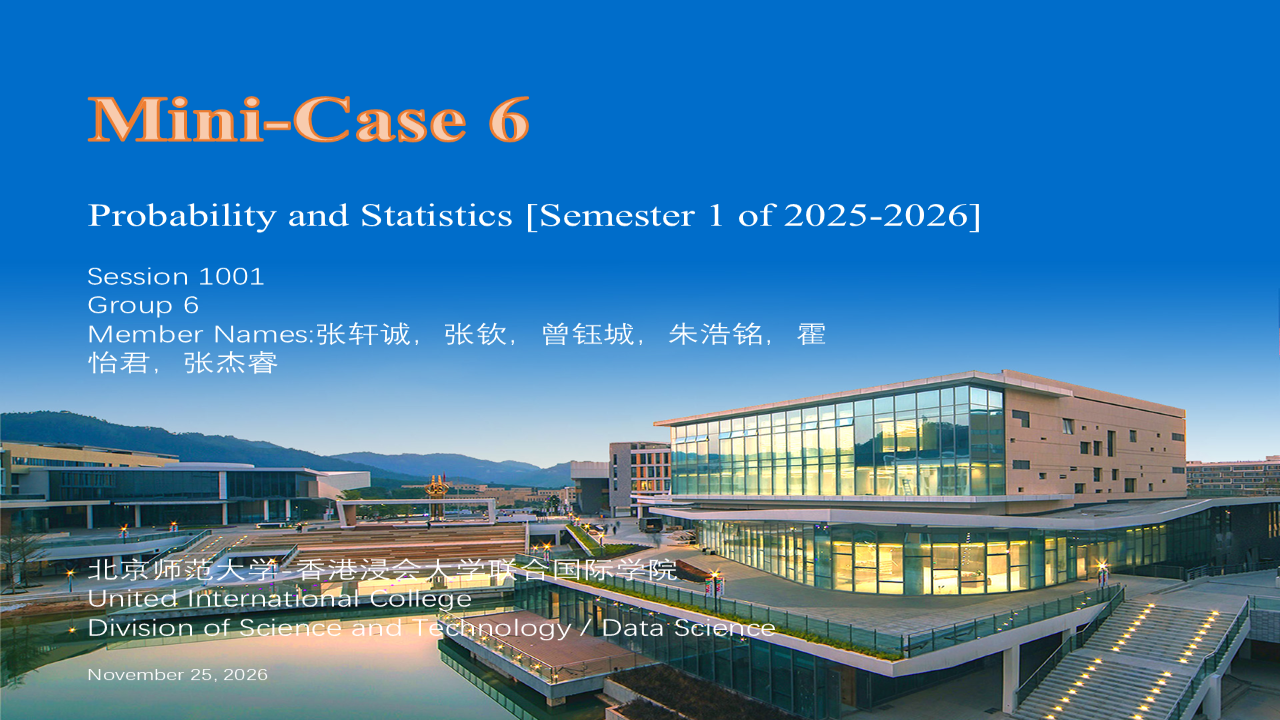 Mini-Case 6
Probability and Statistics [Semester 1 of 2025-2026]
Session 1001
Group 6
Member Names:张轩诚，张钦，曾钰城，朱浩铭，霍
怡君，张杰睿
北京师范大学-香港浸会大学联合国际学院
United International College
Division of Science and Technology / Data Science
November 25, 2026